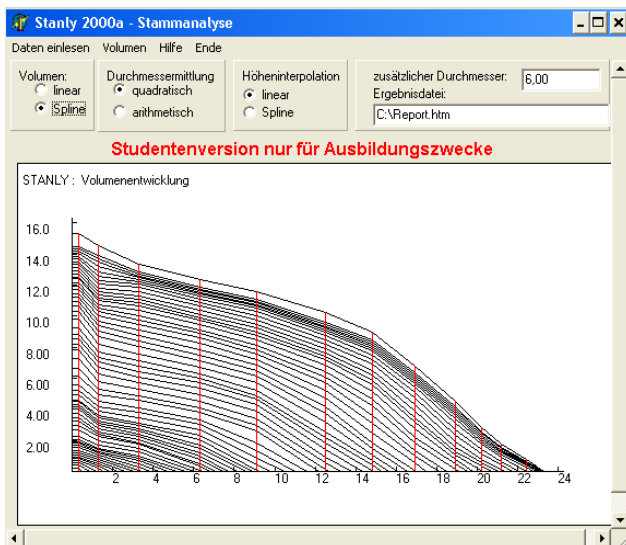 Stanly 2000a - Stammanalyse
Daten einlesen Volumen Hilfe Ende
Volumen:
linear
Spline
Durchmessermittlung
quadratisch
arithmetisch
Höheninterpolation
linear
Spline
zusätzlicher Durchmesser: 6,00
Ergebnisdatei:
C:\Report.htm
Studentenversion nur für Ausbildungszwecke
STANLY : Volumenentwicklung
16.0
14.0
12.0
10.0
8.00
6.00
4.00
2.00
2 4 6 8 10 12 14 16 18 20 22 24